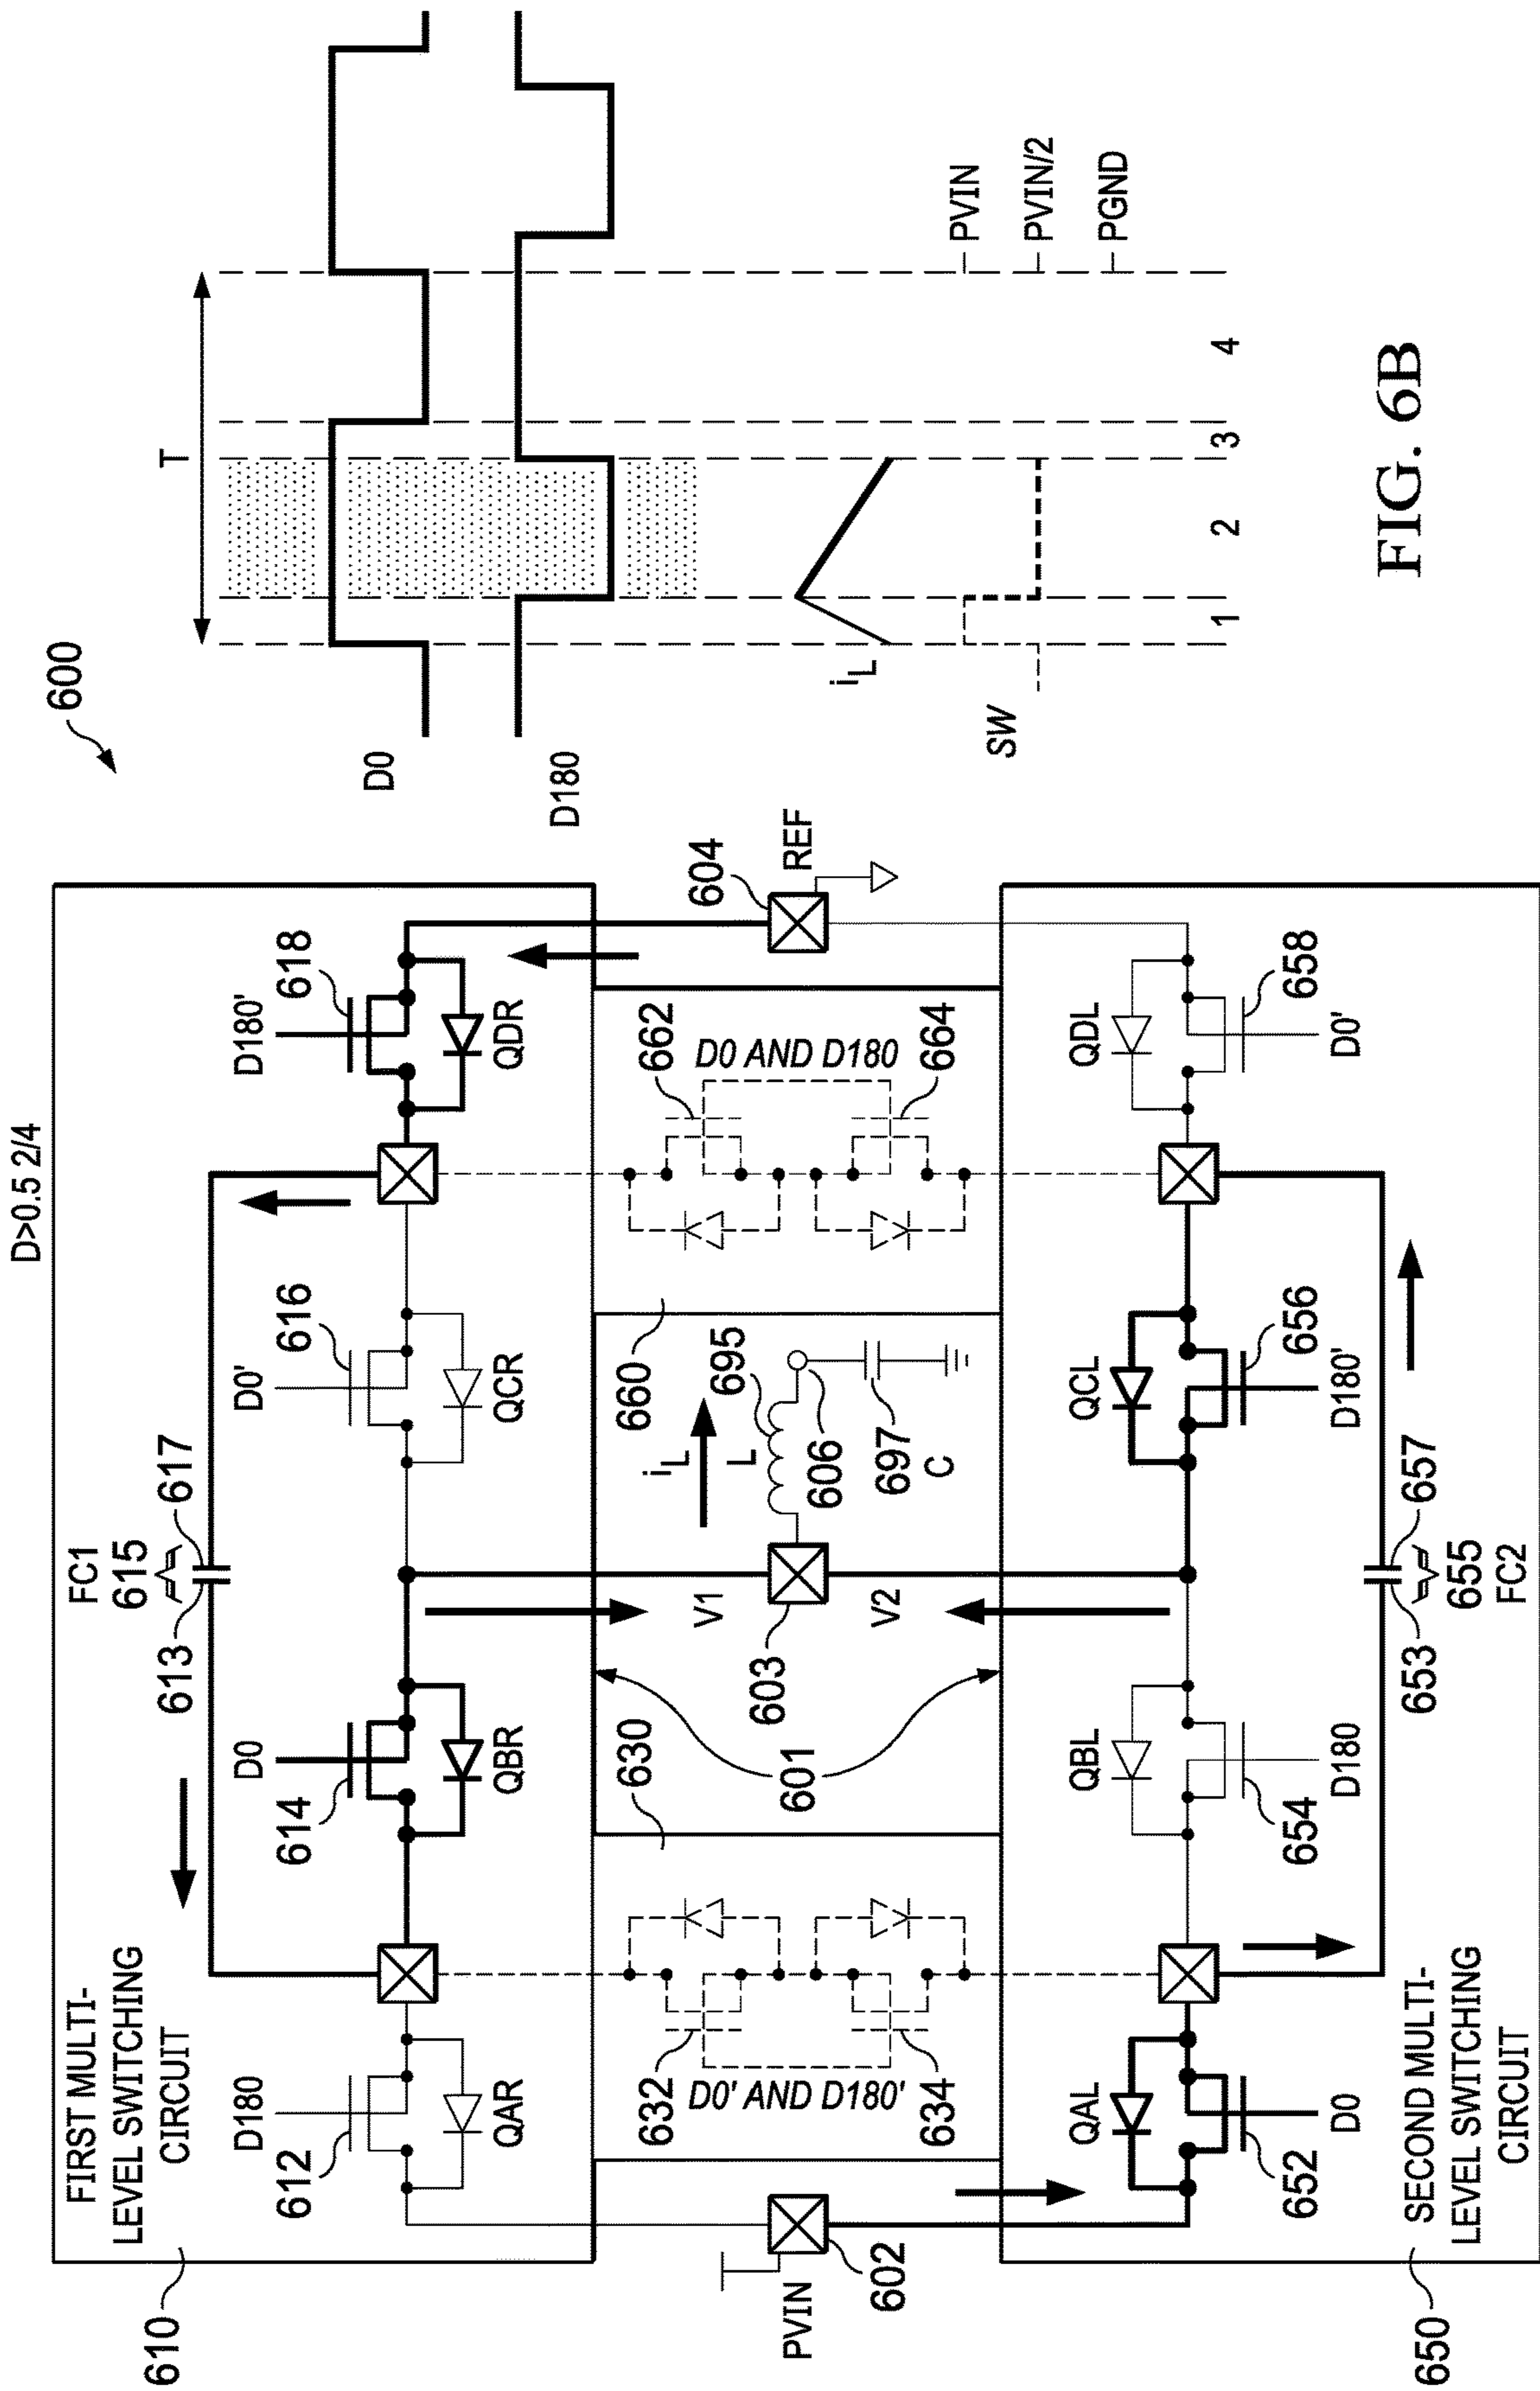 D>0.5 2/4
600
610
FIRST MULTI-
LEVEL SWITCHING
CIRCUIT
FC1
615
613
617
D180
612
QAR
D0
614
QBR
D0'
616
QCR
D180'
618
QDR
632
D0' AND D180'
634
630
601
V1
603
V2
iL
L
695
606
697
C
660
662
D0 AND D180
664
PVIN
602
604
REF
QAL
652
D0
QBL
654
D180
QCL
656
D180'
QDL
658
D0'
653
657
655
FC2
650
SECOND MULTI-
LEVEL SWITCHING
CIRCUIT
T
D0
D180
iL
SW
PVIN
PVIN/2
PGND
1
2
3
4
FIG. 6B